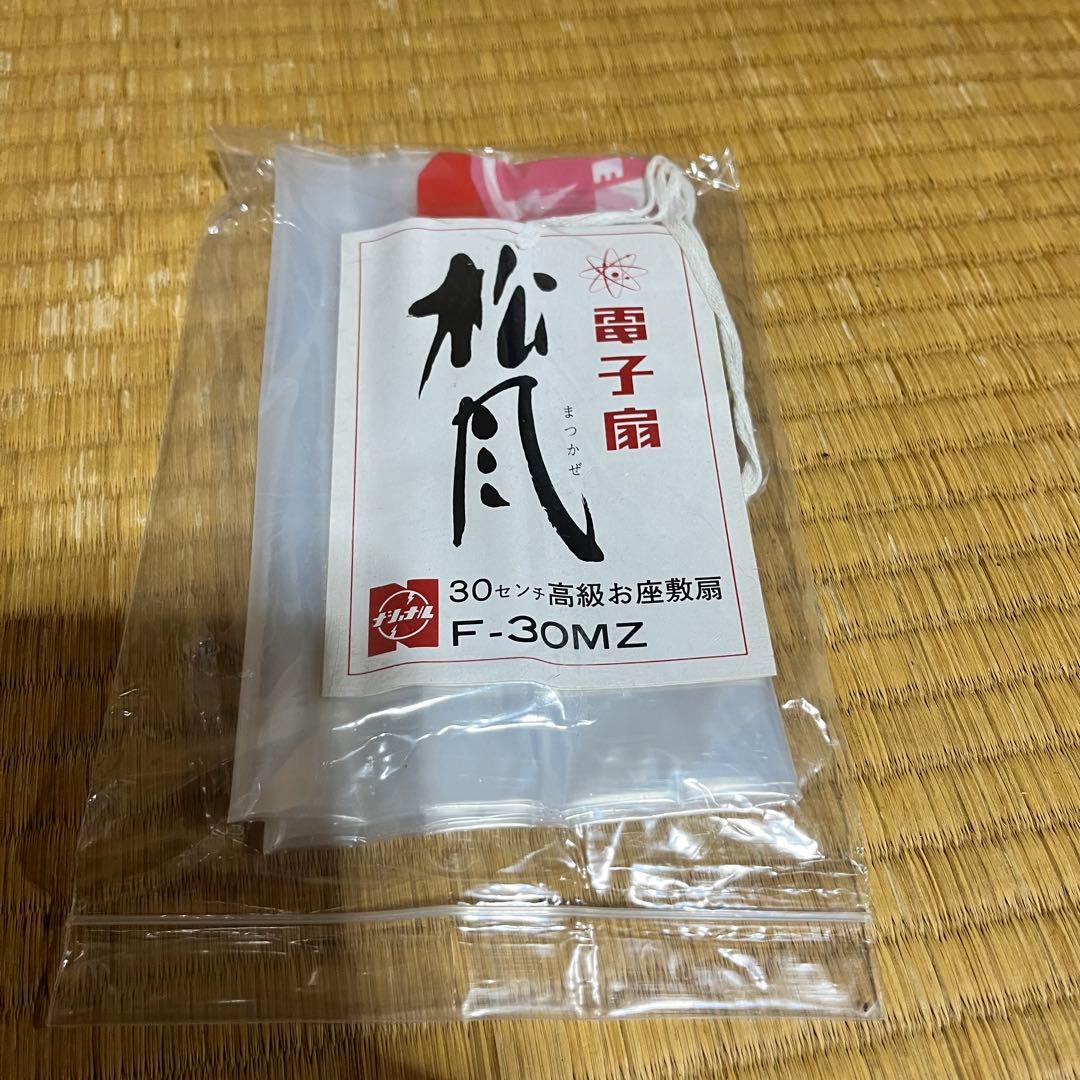 電子扇
松風
まつかぜ
ナショナル
30センチ高級お座敷扇
F-30MZ